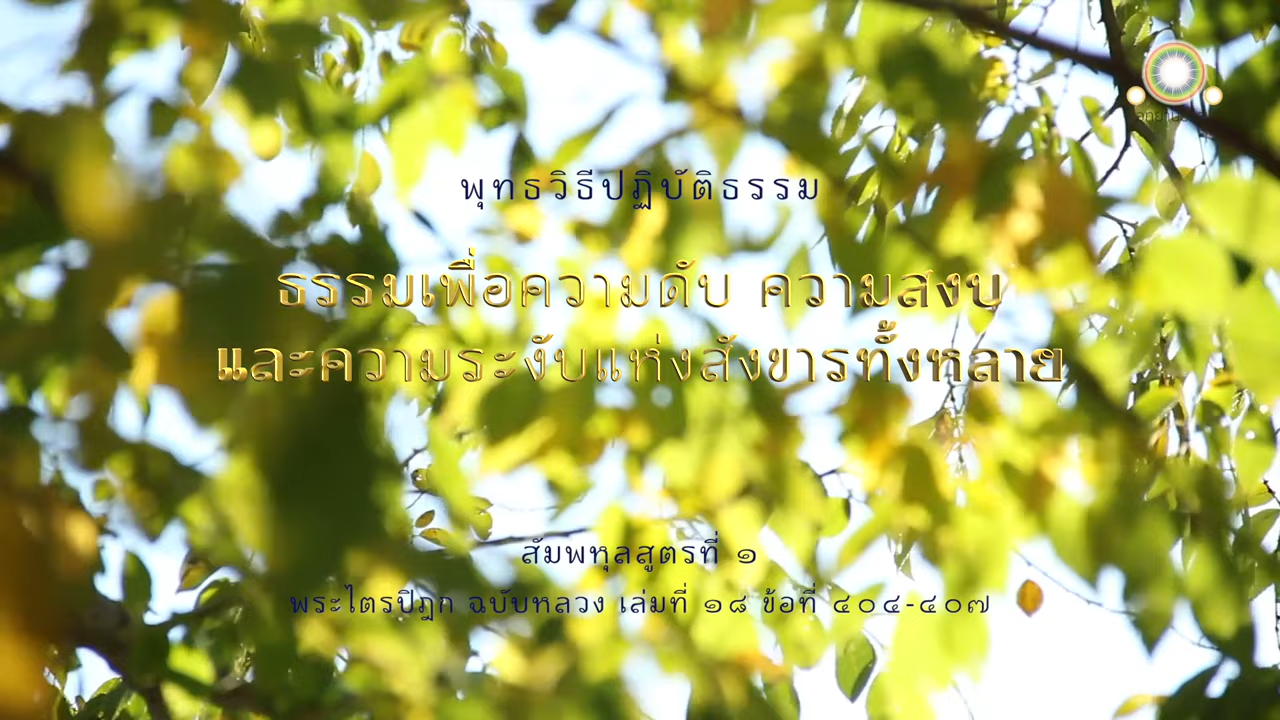 พุทธวิธีปฏิบัติธรรม
ธรรมเพื่อความดับ ความสงบ
และความระงับแห่งสังขารทั้งหลาย
สัมพหุลสูตรที่ ๑
พระไตรปิฎก ฉบับหลวง เล่มที่ ๑๘ ข้อที่ ๔๐๔-๔๐๗